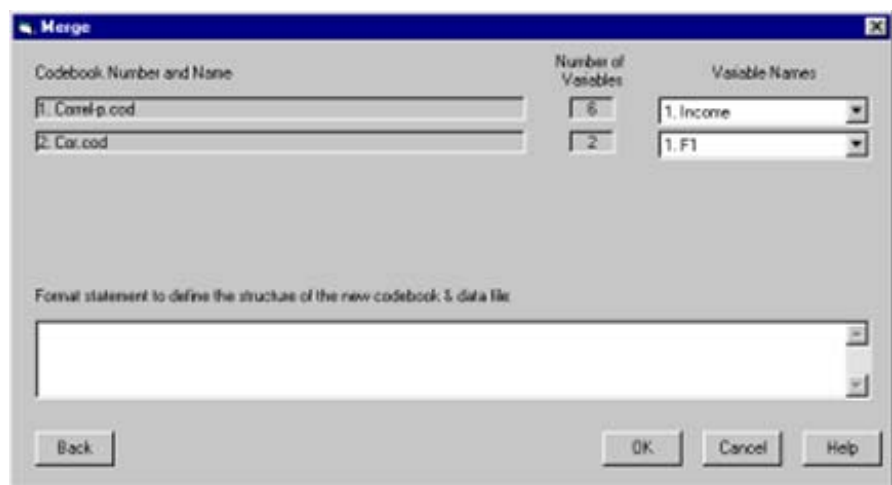 Merge
Codebook Number and Name
Number of
Variables
Variable Names
1. Correl-p.cod
6
1. Income
2. Cor.cod
2
1. F1
Format statement to define the structure of the new codebook & data file:
Back
OK
Cancel
Help